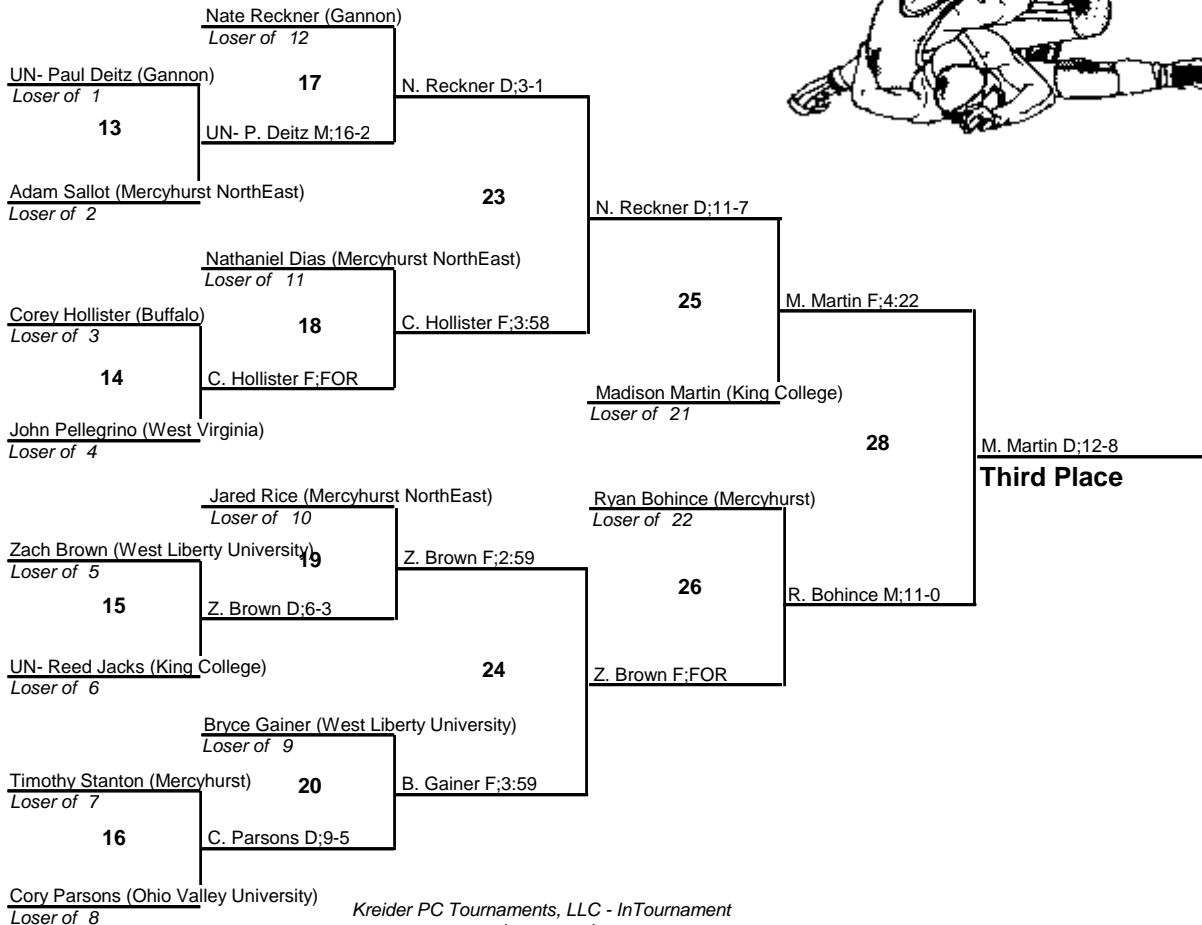 Nate Reckner (Gannon)
Loser of 12
UN- Paul Deitz (Gannon)
Loser of 1
17
N. Reckner D;3-1
13
UN- P. Deitz M;16-2
Adam Sallot (Mercyhurst NorthEast)
Loser of 2
23
N. Reckner D;11-7
Nathaniel Dias (Mercyhurst NorthEast)
Loser of 11
25
M. Martin F;4:22
Corey Hollister (Buffalo)
Loser of 3
18
C. Hollister F;3:58
14
C. Hollister F;FOR
Madison Martin (King College)
Loser of 21
John Pellegrino (West Virginia)
Loser of 4
28
M. Martin D;12-8
Third Place
Jared Rice (Mercyhurst NorthEast)
Loser of 10
Ryan Bohince (Mercyhurst)
Loser of 22
Zach Brown (West Liberty University)
Loser of 5
19
Z. Brown F;2:59
26
R. Bohince M;11-0
15
Z. Brown D;6-3
UN- Reed Jacks (King College)
Loser of 6
24
Z. Brown F;FOR
Bryce Gainer (West Liberty University)
Loser of 9
Timothy Stanton (Mercyhurst)
Loser of 7
20
B. Gainer F;3:59
16
C. Parsons D;9-5
Cory Parsons (Ohio Valley University)
Loser of 8
Kreider PC Tournaments, LLC - InTournament